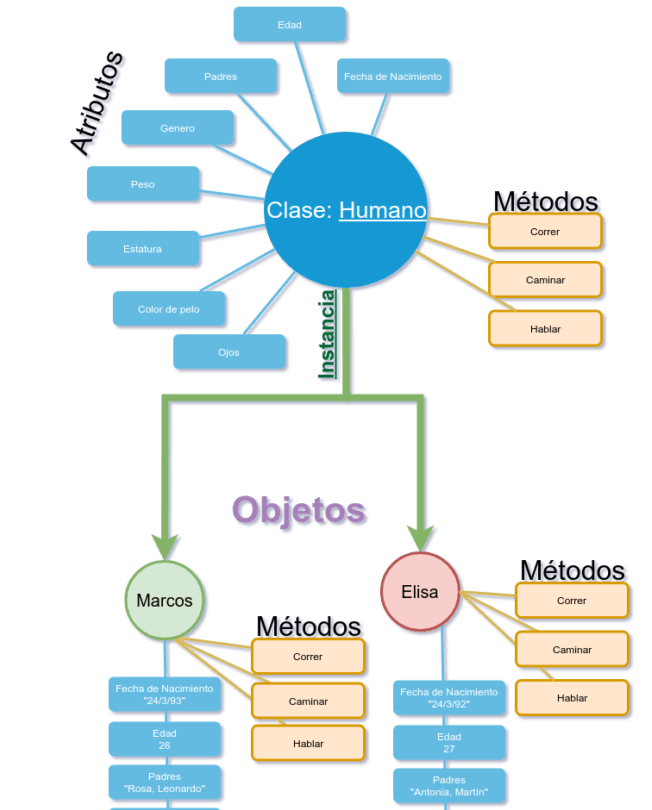 Edad
Padres
Fecha de Nacimiento
Atributos
Genero
Peso
Estatura
Color de pelo
Ojos
Clase: Humano
Métodos
Correr
Caminar
Hablar
Instancia
Objetos
Marcos
Métodos
Correr
Caminar
Hablar
Fecha de Nacimiento
"24/3/93"
Edad
26
Padres
"Rosa, Leonardo"
Elisa
Métodos
Correr
Caminar
Hablar
Fecha de Nacimiento
"24/3/92"
Edad
27
Padres
"Antonia, Martín"